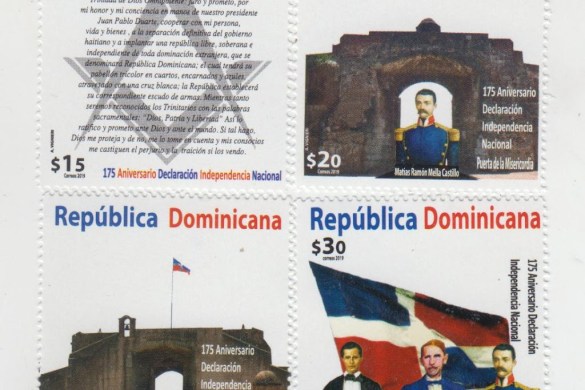 Trinidad de Dios Omnipotente: juro y prometo, por
mi honor y mi conciencia en manos de nuestro presidente
Juan Pablo Duarte, cooperar con mi persona,
vida y bienes, a la separación definitiva del gobierno
haitiano y a implantar una república libre, soberana e
independiente de toda dominación extranjera, que se
denominará República Dominicana; el cual tendrá su
pabellón tricolor en cuartos, encarnados y azules,
atravesado con una cruz blanca; la República establecerá
su correspondiente escudo de armas. Mientras tanto
seremos reconocidos los Trinitarios con las palabras
sacramentales: "Dios, Patria y Libertad" Así lo
ratifico y prometo ante Dios y ante el mundo. Si tal hago,
Dios me proteja y de no, me lo tome en cuenta y mis consocios
me castiguen el perjurio y la traición si los vendo.
$15
correos 2019
175 Aniversario Declaración Independencia Nacional
175 Aniversario
Declaración
Independencia
Nacional
Puerta de la Misericordia
Matías Ramón Mella Castillo
$20
correos 2019
República Dominicana
175 Aniversario
Declaración
Independencia
República Dominicana
$30
correos 2019
175 Aniversario Declaración
Independencia Nacional